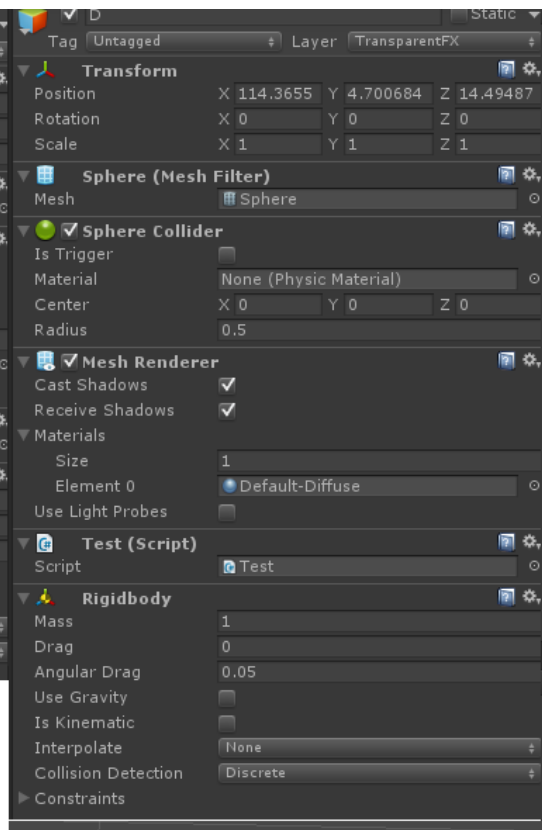 D Static
Tag Untagged Layer TransparentFX
Transform
Position X 114.3655 Y 4.700684 Z 14.49487
Rotation X 0 Y 0 Z 0
Scale X 1 Y 1 Z 1
Sphere (Mesh Filter)
Mesh Sphere
Sphere Collider
Is Trigger
Material None (Physic Material)
Center X 0 Y 0 Z 0
Radius 0.5
Mesh Renderer
Cast Shadows
Receive Shadows
Materials
Size 1
Element 0 Default-Diffuse
Use Light Probes
Test (Script)
Script Test
Rigidbody
Mass 1
Drag 0
Angular Drag 0.05
Use Gravity
Is Kinematic
Interpolate None
Collision Detection Discrete
Constraints